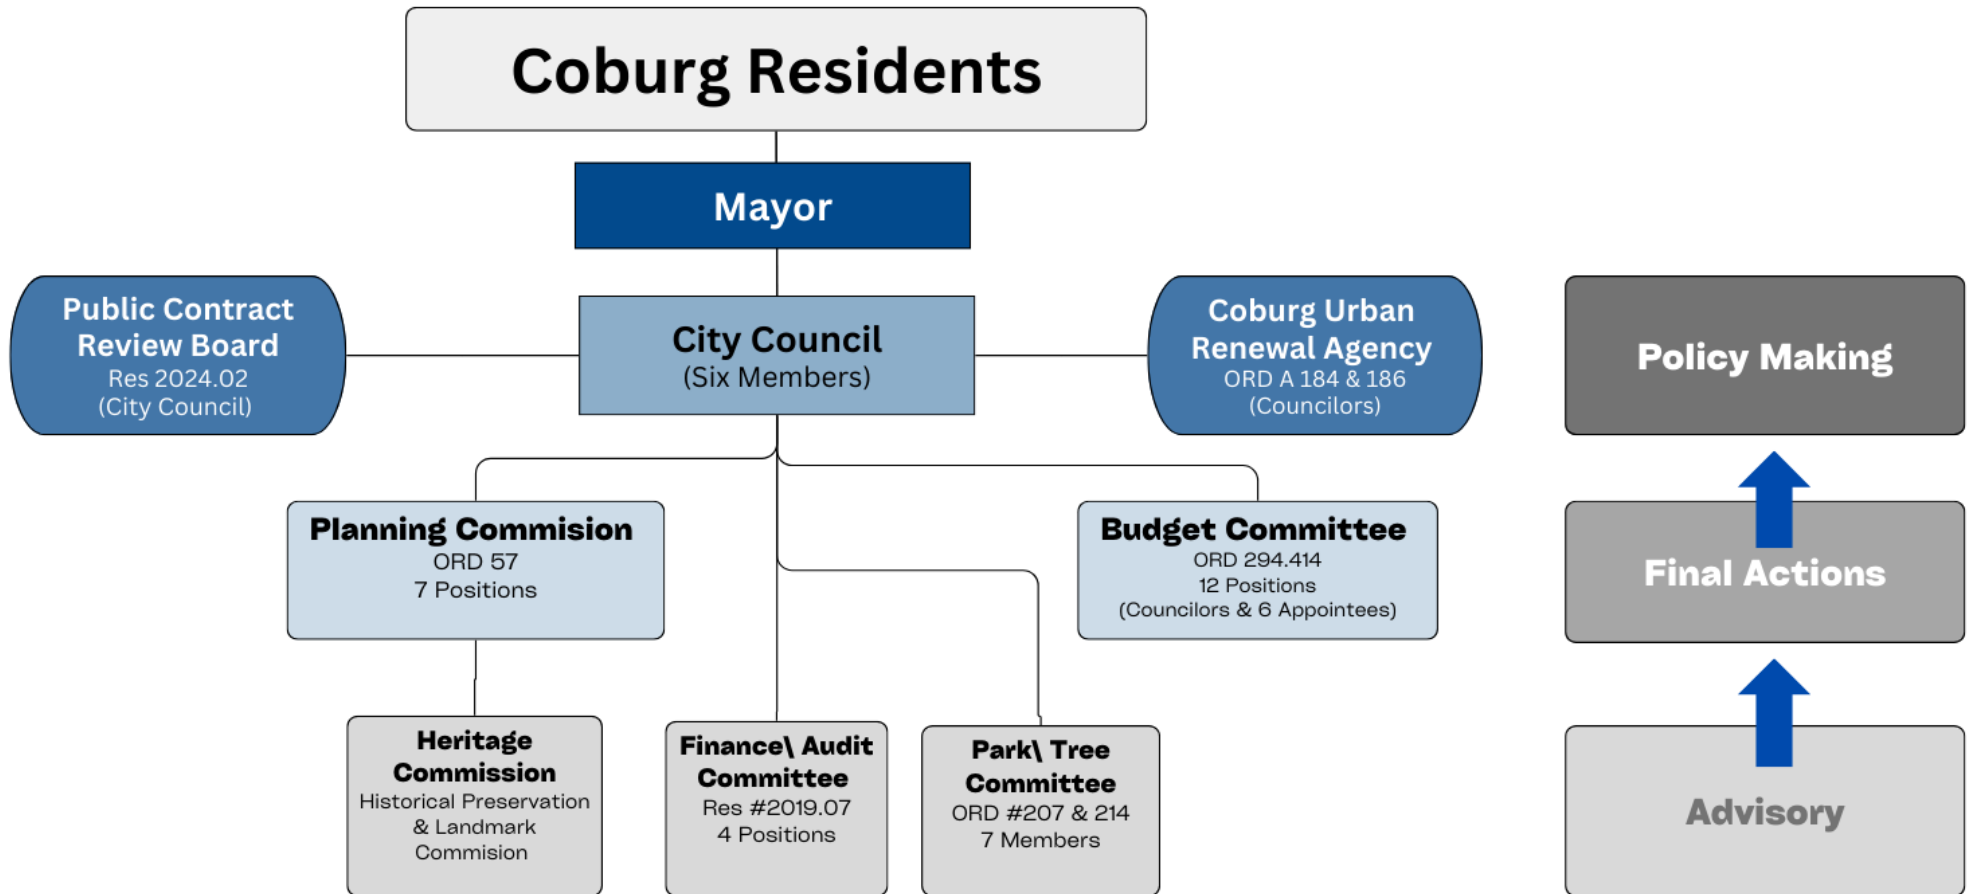 Coburg Residents
Mayor
Public Contract
Review Board
Res 2024.02
(City Council)
City Council
(Six Members)
Coburg Urban
Renewal Agency
ORD A 184 & 186
(Councilors)
Policy Making
Planning Commision
ORD 57
7 Positions
Budget Committee
ORD 294.414
12 Positions
(Councilors & 6 Appointees)
Final Actions
Heritage
Commission
Historical Preservation
& Landmark
Commision
Finance\ Audit
Committee
Res #2019.07
4 Positions
Park\ Tree
Committee
ORD #207 & 214
7 Members
Advisory